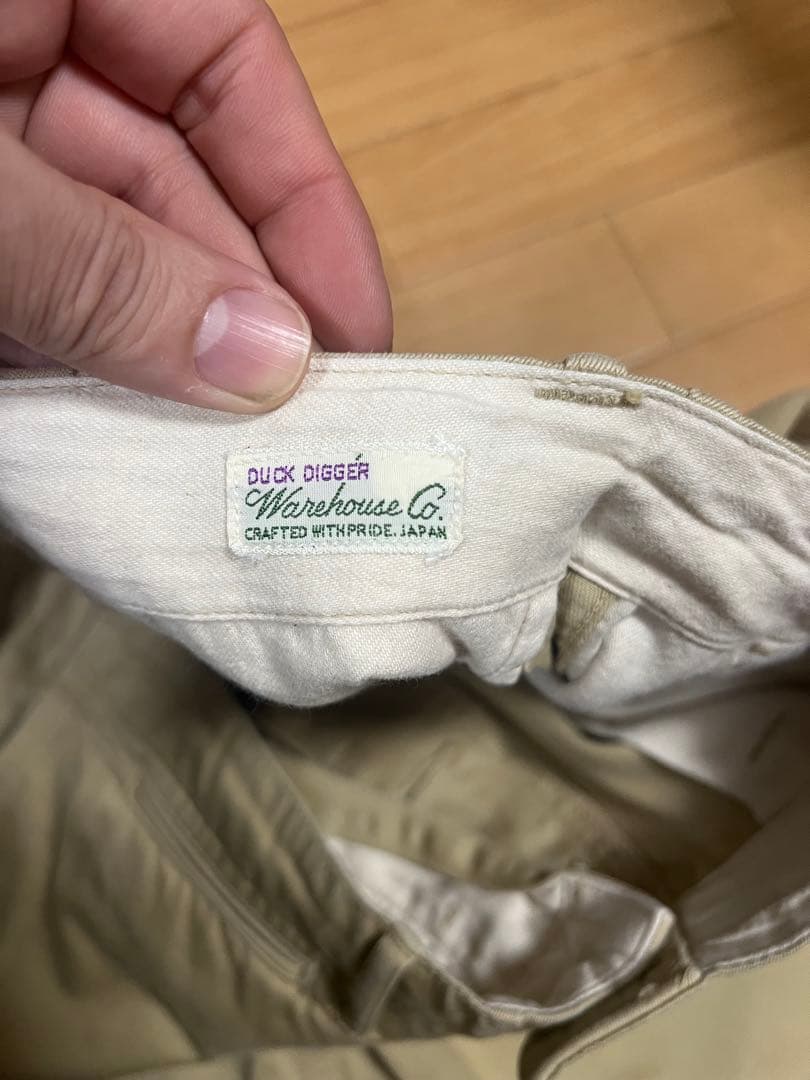 DUCK DIGGER
Warehouse Co.
CRAFTED WITH PRIDE. JAPAN